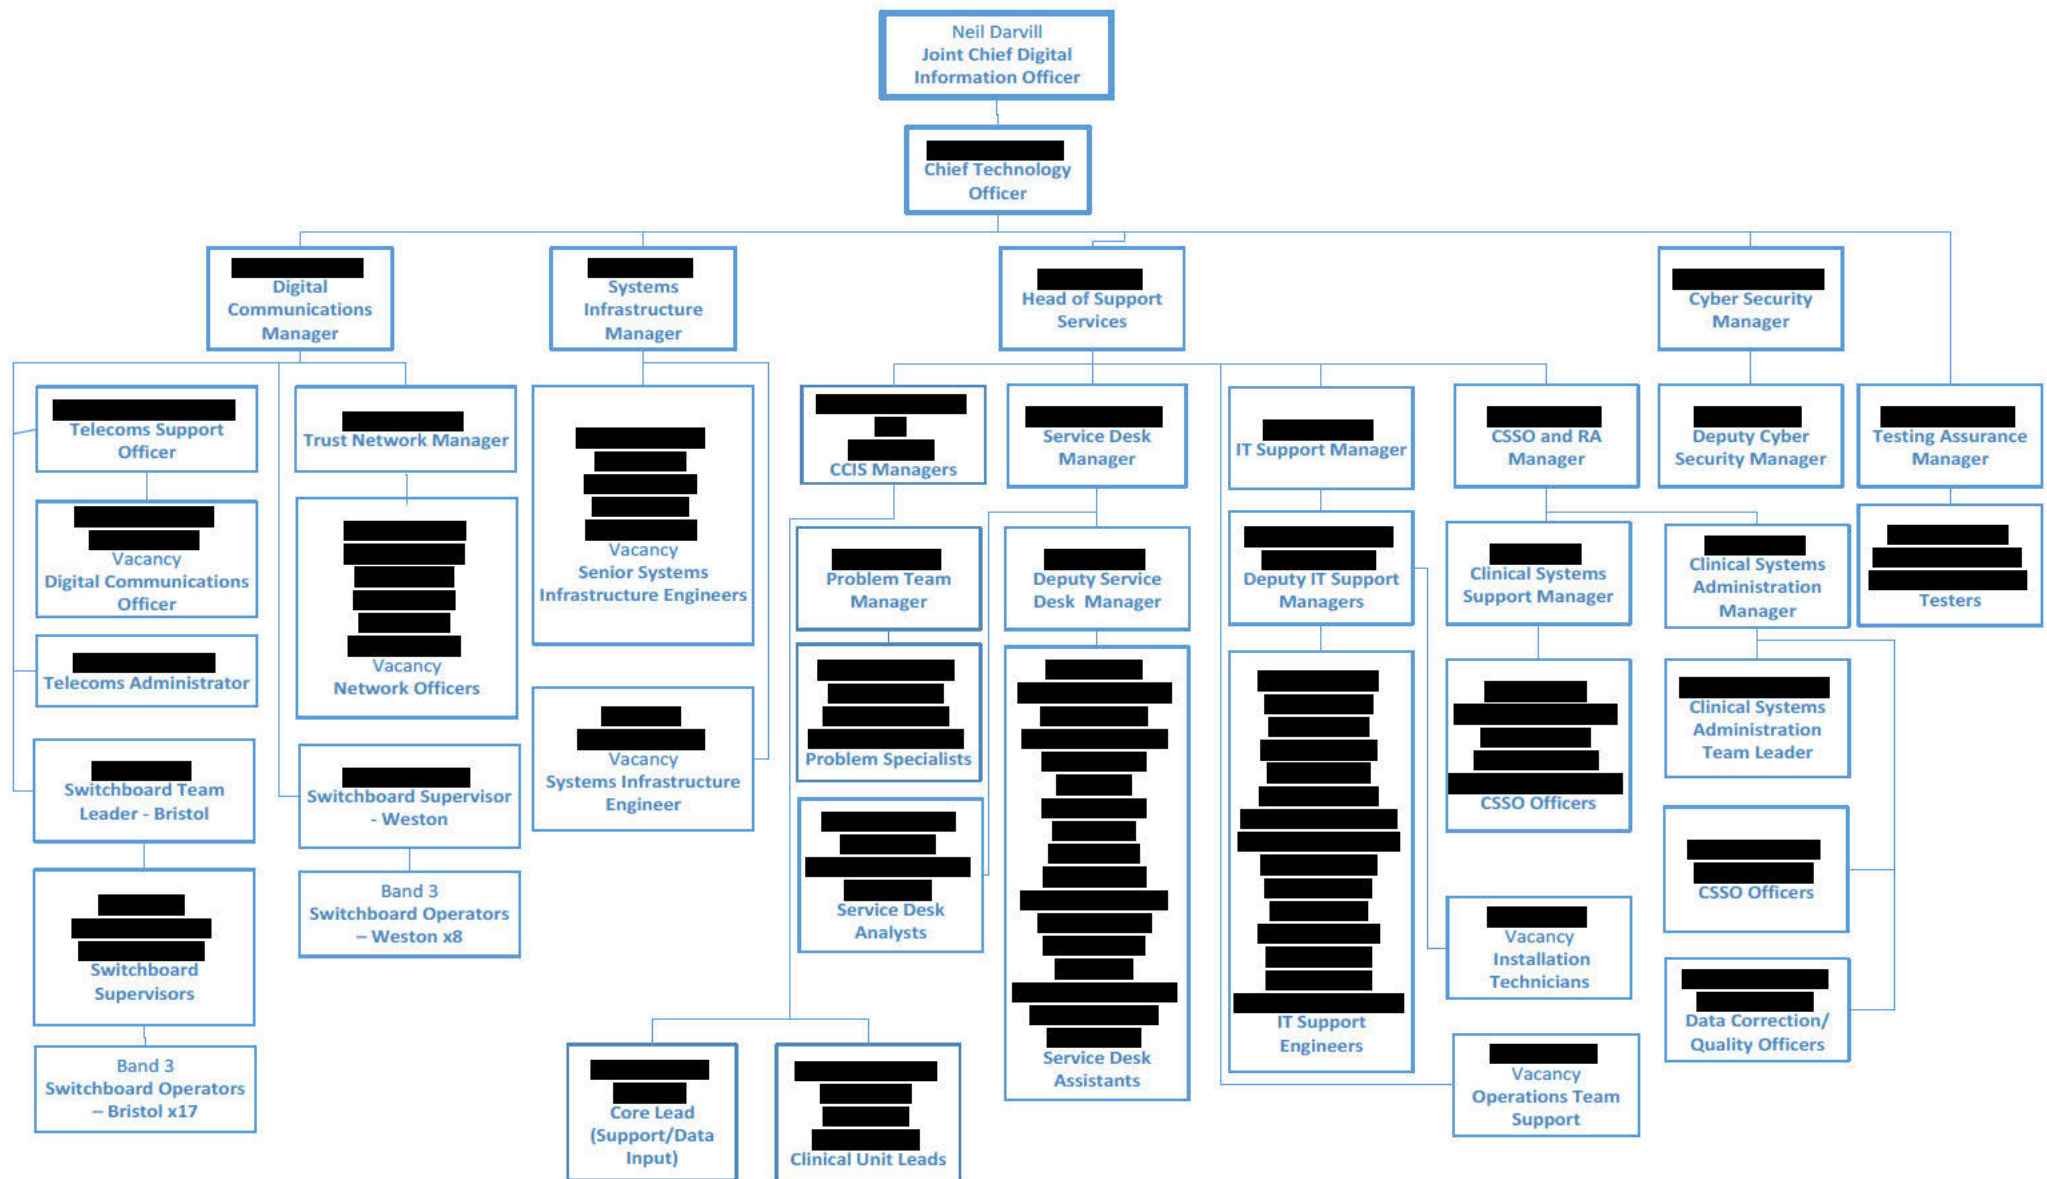 Neil Darvill
Joint Chief Digital
Information Officer
Chief Technology
Officer
Digital
Communications
Manager
Systems
Infrastructure
Manager
Head of Support
Services
Cyber Security
Manager
Telecoms Support
Officer
Trust Network Manager
CCIS Managers
Service Desk
Manager
IT Support Manager
CSSO and RA
Manager
Deputy Cyber
Security Manager
Testing Assurance
Manager
Vacancy
Digital Communications
Officer
Vacancy
Network Officers
Vacancy
Senior Systems
Infrastructure Engineers
Problem Team
Manager
Deputy Service
Desk Manager
Deputy IT Support
Managers
Clinical Systems
Support Manager
Clinical Systems
Administration
Manager
Testers
Telecoms Administrator
Vacancy
Systems Infrastructure
Engineer
Problem Specialists
Service Desk
Assistants
IT Support
Engineers
CSSO Officers
Clinical Systems
Administration
Team Leader
Switchboard Team
Leader - Bristol
Switchboard Supervisor
- Weston
Service Desk
Analysts
CSSO Officers
Switchboard
Supervisors
Band 3
Switchboard Operators
– Weston x8
Vacancy
Installation
Technicians
Data Correction/
Quality Officers
Band 3
Switchboard Operators
– Bristol x17
Core Lead
(Support/Data
Input)
Clinical Unit Leads
Vacancy
Operations Team
Support